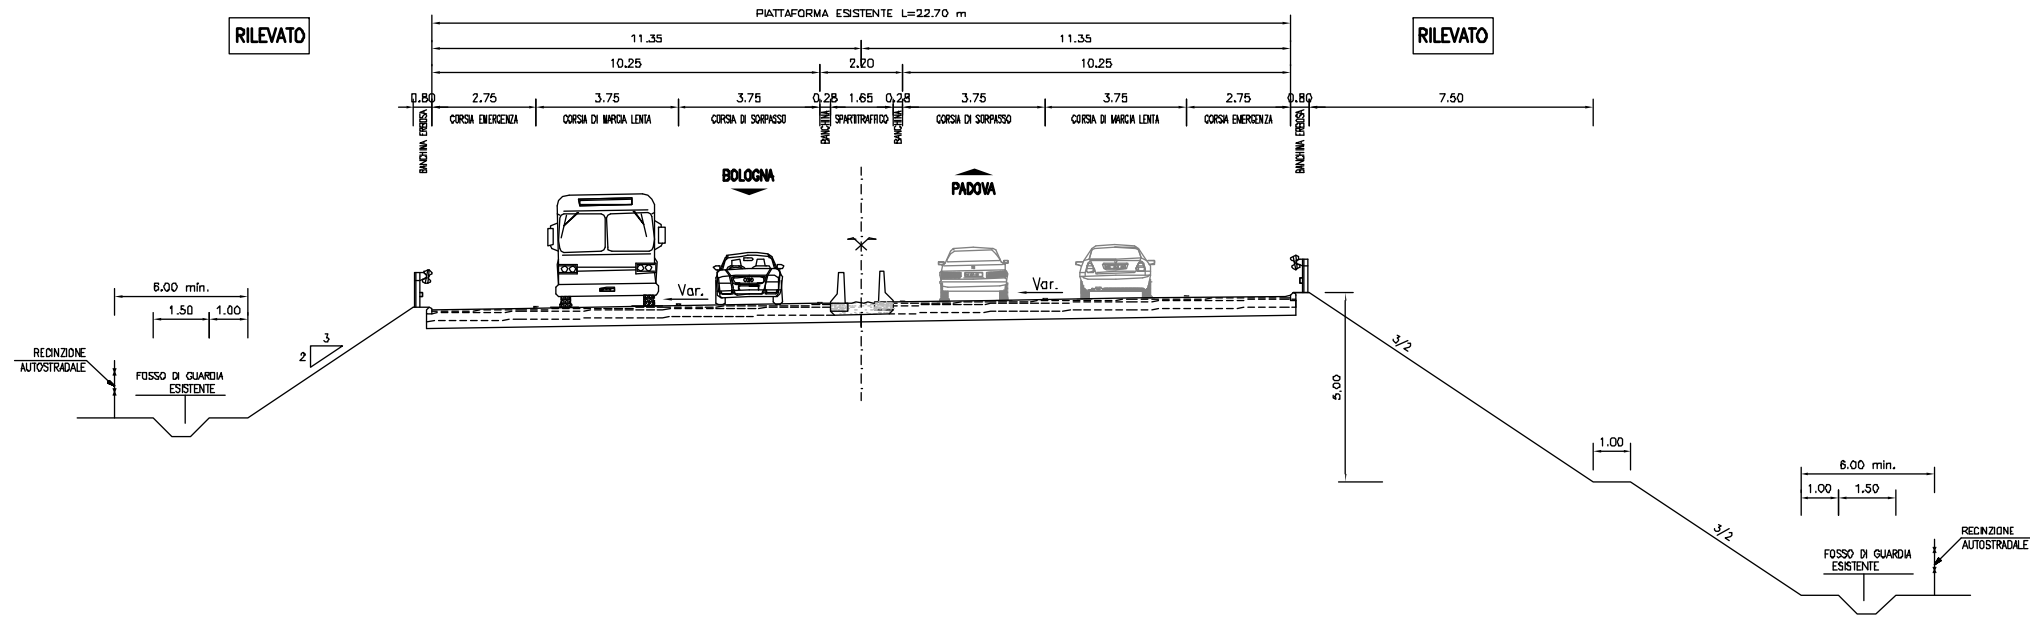 PIATTAFORMA ESISTENTE L=22.70 m
RILEVATO
RILEVATO
11.35
11.35
10.25
2.20
10.25
0.80
2.75
3.75
3.75
0.28
1.65
0.28
3.75
3.75
2.75
0.80
7.50
BANCHINA ERBOSA
CORSIA EMERGENZA
CORSIA DI MARCIA LENTA
CORSIA DI SORPASSO
BANCHINA
SPARTITRAFFICO
BANCHINA
CORSIA DI SORPASSO
CORSIA DI MARCIA LENTA
CORSIA EMERGENZA
BANCHINA ERBOSA
BOLOGNA
PADOVA
Var.
Var.
6.00 min.
1.50
1.00
3
2
RECINZIONE
AUTOSTRADALE
FOSSO DI GUARDIA
ESISTENTE
3/2
5.00
1.00
3/2
6.00 min.
1.00
1.50
RECINZIONE
AUTOSTRADALE
FOSSO DI GUARDIA
ESISTENTE